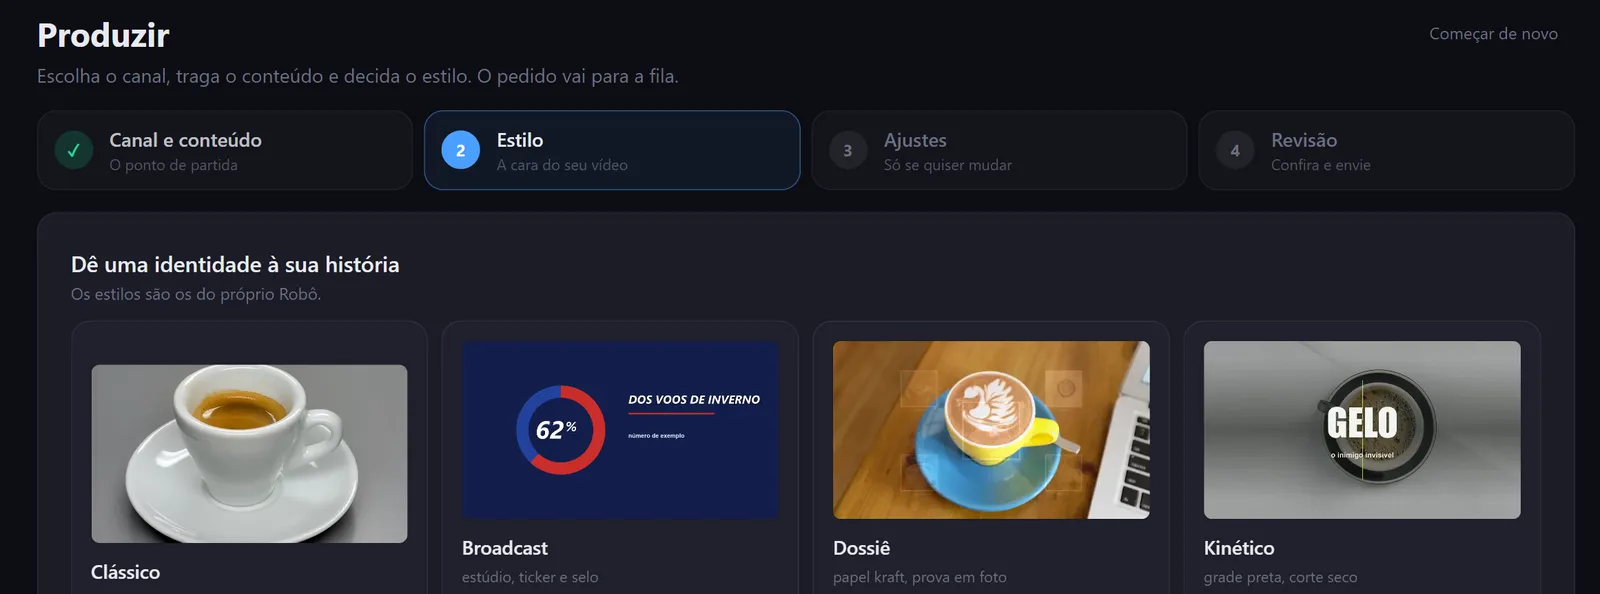 Produzir
Começar de novo
Escolha o canal, traga o conteúdo e decida o estilo. O pedido vai para a fila.
✓ Canal e conteúdo
O ponto de partida
2 Estilo
A cara do seu vídeo
3 Ajustes
Só se quiser mudar
4 Revisão
Confira e envie
Dê uma identidade à sua história
Os estilos são os do próprio Robô.
62%
DOS VOOS DE INVERNO
número de exemplo
GELO
o inimigo invisível
Clássico
Broadcast
estúdio, ticker e selo
Dossiê
papel kraft, prova em foto
Kinético
grade preta, corte seco